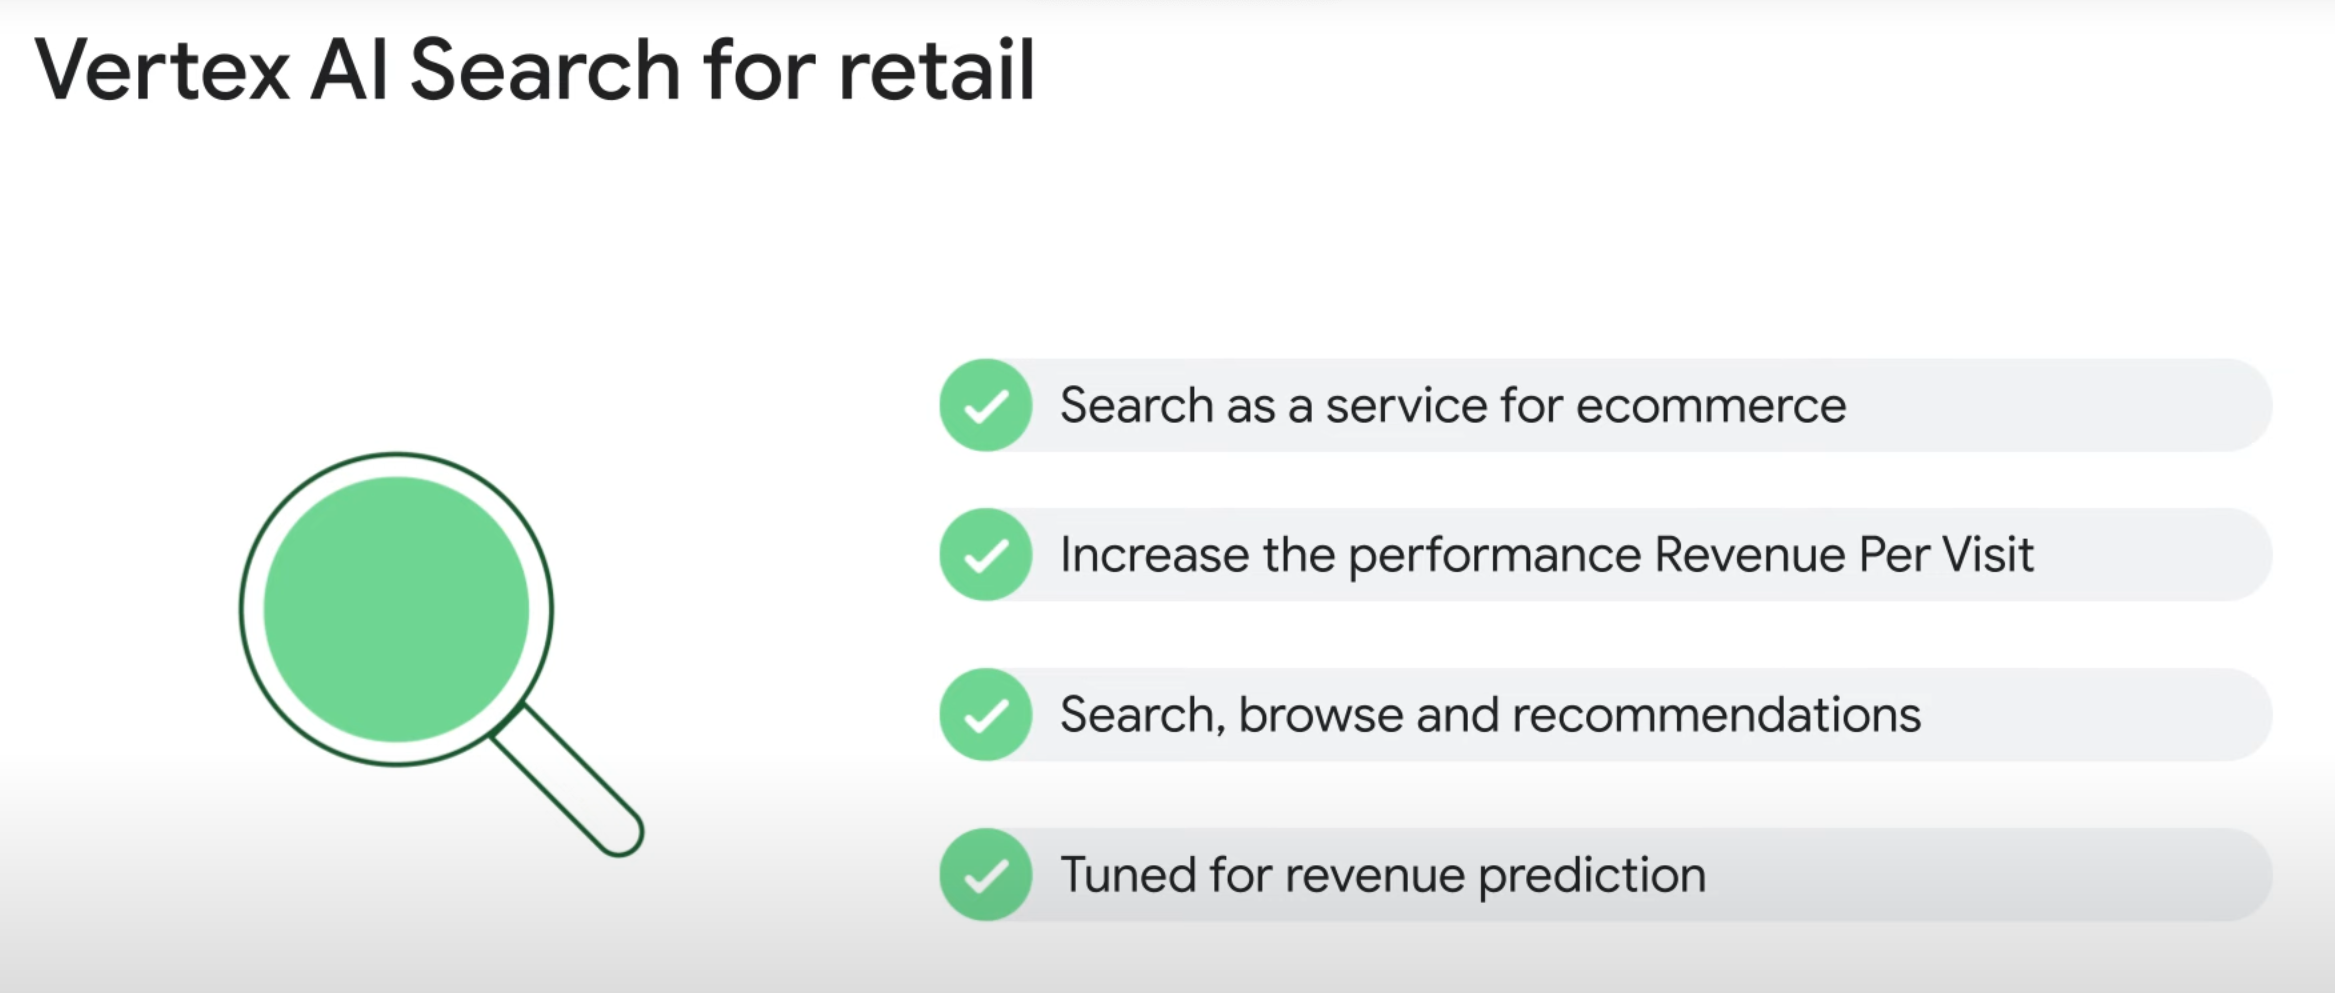 Vertex AI Search for retail
Search as a service for ecommerce
Increase the performance Revenue Per Visit
Search, browse and recommendations
Tuned for revenue prediction